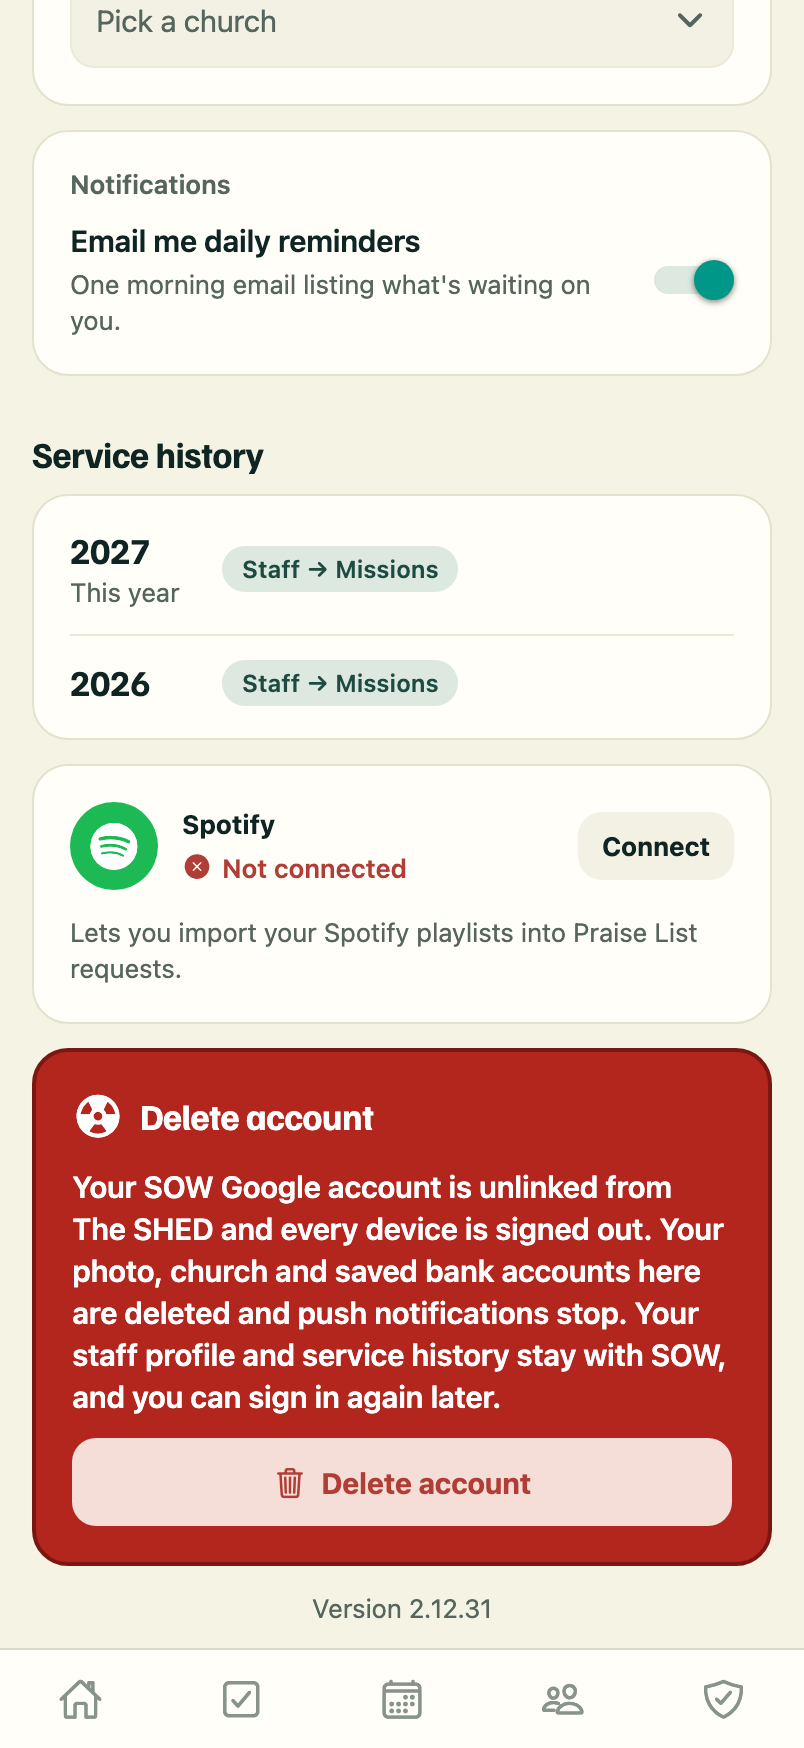 Pick a church
Notifications
Email me daily reminders
One morning email listing what's waiting on
you.
Service history
2027
This year
Staff → Missions
2026
Staff → Missions
Spotify
Not connected
Connect
Lets you import your Spotify playlists into Praise List
requests.
Delete account
Your SOW Google account is unlinked from
The SHED and every device is signed out. Your
photo, church and saved bank accounts here
are deleted and push notifications stop. Your
staff profile and service history stay with SOW,
and you can sign in again later.
Delete account
Version 2.12.31